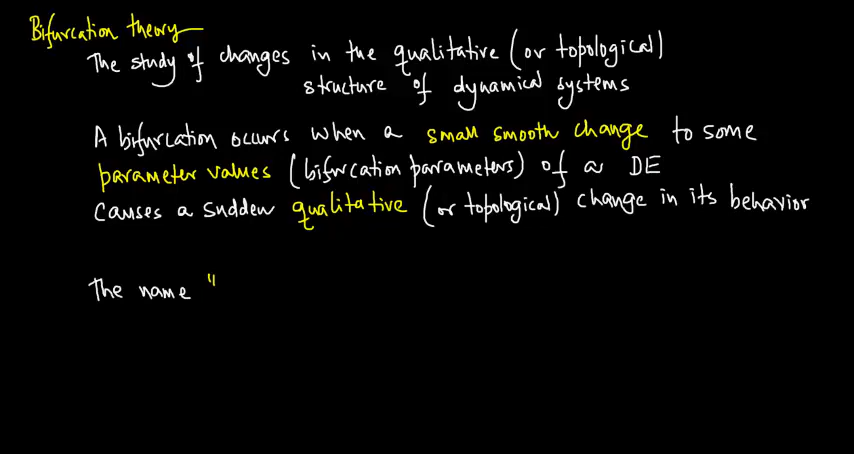 Bifurcation theory
The study of changes in the qualitative (or topological)
structure of dynamical systems
A bifurcation occurs when a small smooth change to some
parameter values (bifurcation parameters) of a DE
causes a sudden qualitative (or topological) change in its behavior
The name "